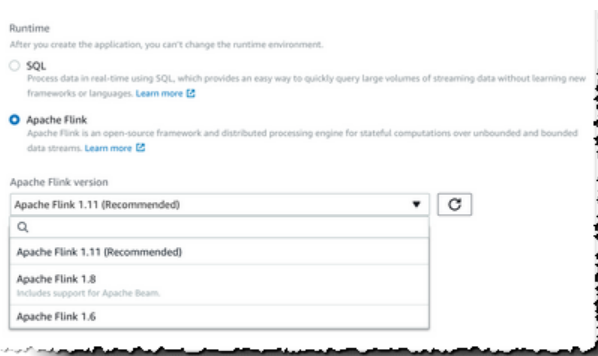 Runtime
After you create the application, you can't change the runtime environment.
SQL
Process data in real-time using SQL, which provides an easy way to quickly query large volumes of streaming data without learning new
frameworks or languages. Learn more
Apache Flink
Apache Flink is an open-source framework and distributed processing engine for stateful computations over unbounded and bounded
data streams. Learn more
Apache Flink version
Apache Flink 1.11 (Recommended)
Apache Flink 1.11 (Recommended)
Apache Flink 1.8
Includes support for Apache Beam.
Apache Flink 1.6